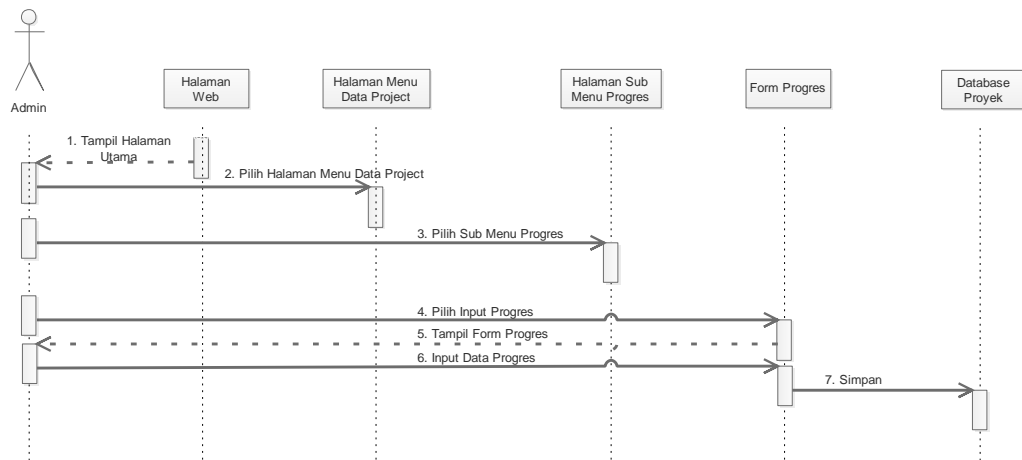 Admin
Halaman
Web
Halaman Menu
Data Project
Halaman Sub
Menu Progres
Form Progres
Database
Proyek
1. Tampil Halaman
Utama
2. Pilih Halaman Menu Data Project
3. Pilih Sub Menu Progres
4. Pilih Input Progres
5. Tampil Form Progres
6. Input Data Progres
7. Simpan